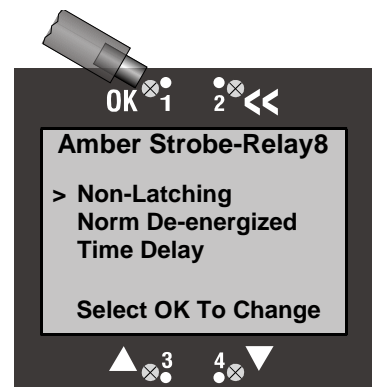 OK 1 2 <<
Amber Strobe-Relay8
> Non-Latching
Norm De-energized
Time Delay
Select OK To Change
▲ 3 4 ▼